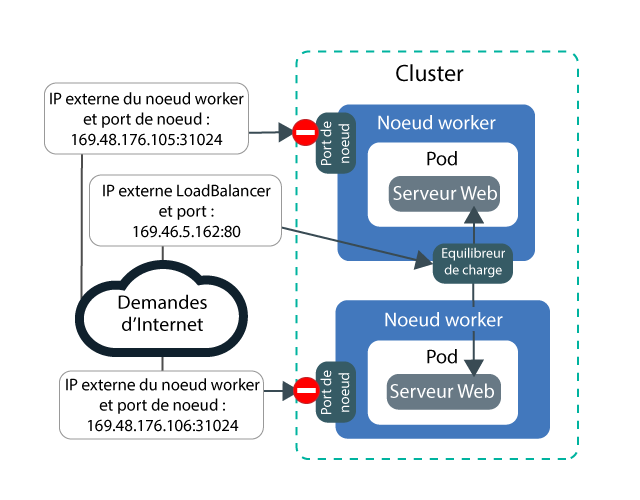 Cluster
IP externe du noeud worker
et port de noeud :
169.48.176.105:31024
Port de
noeud
Noeud worker
Pod
Serveur Web
IP externe LoadBalancer
et port :
169.46.5.162:80
Equilibreur
de charge
Demandes
d’Internet
Noeud worker
Pod
Serveur Web
Port de
noeud
IP externe du noeud worker
et port de noeud :
169.48.176.106:31024